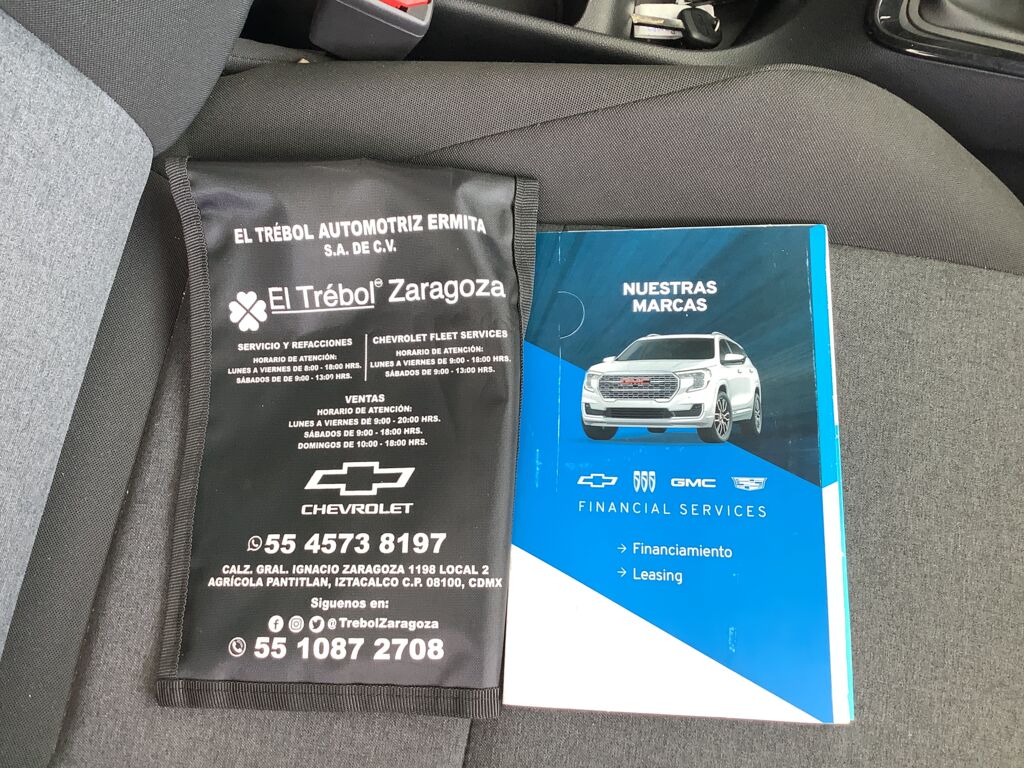 EL TRÉBOL AUTOMOTRIZ ERMITA
S.A. DE C.V.
El Trébol Zaragoza
SERVICIO Y REFACCIONES
HORARIO DE ATENCIÓN:
LUNES A VIERNES DE 8:00 - 18:00 HRS.
SÁBADOS DE DE 9:00 - 13:00 HRS.
CHEVROLET FLEET SERVICES
HORARIO DE ATENCIÓN:
LUNES A VIERNES DE 9:00 - 18:00 HRS.
SÁBADOS DE 9:00 - 13:00 HRS.
VENTAS
HORARIO DE ATENCIÓN:
LUNES A VIERNES DE 9:00 - 20:00 HRS.
SÁBADOS DE 9:00 - 18:00 HRS.
DOMINGOS DE 10:00 - 18:00 HRS.
CHEVROLET
55 4573 8197
CALZ. GRAL. IGNACIO ZARAGOZA 1198 LOCAL 2
AGRÍCOLA PANTITLAN, IZTACALCO C.P. 08100, CDMX
Síguenos en:
@TrebolZaragoza
55 1087 2708
NUESTRAS
MARCAS
GMC
GMC
FINANCIAL SERVICES
→ Financiamiento
→ Leasing